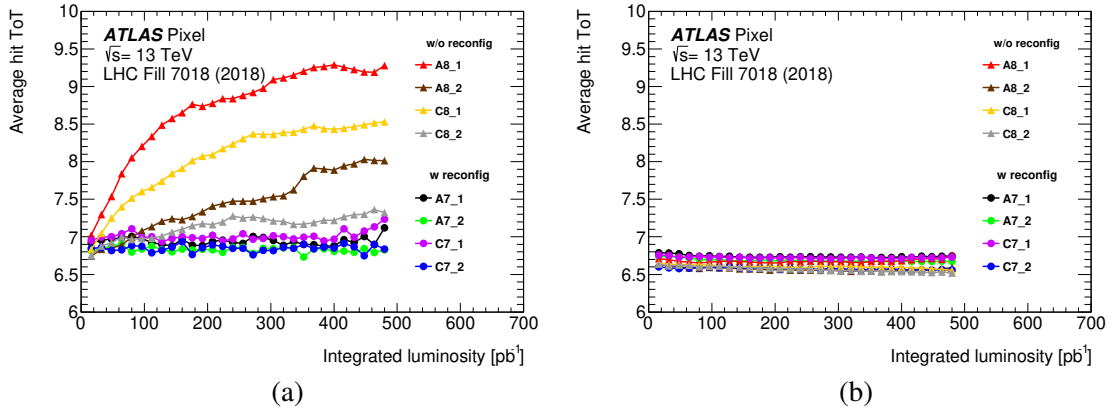 Average hit ToT
10
9.5
9
8.5
8
7.5
7
6.5
6
0 100 200 300 400 500 600 700
Integrated luminosity [pb-1]
ATLAS Pixel
√s= 13 TeV
LHC Fill 7018 (2018)
w/o reconfig
A8_1
A8_2
C8_1
C8_2
w reconfig
A7_1
A7_2
C7_1
C7_2
(a)
Average hit ToT
10
9.5
9
8.5
8
7.5
7
6.5
6
0 100 200 300 400 500 600 700
Integrated luminosity [pb-1]
ATLAS Pixel
√s= 13 TeV
LHC Fill 7018 (2018)
w/o reconfig
A8_1
A8_2
C8_1
C8_2
w reconfig
A7_1
A7_2
C7_1
C7_2
(b)